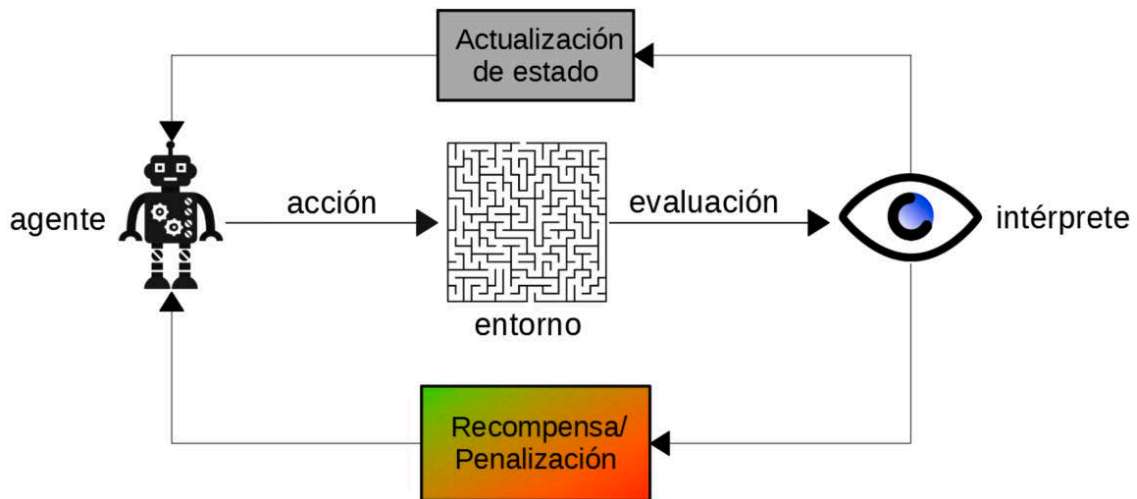 Actualización
de estado
agente
acción
evaluación
intérprete
entorno
Recompensa/
Penalización